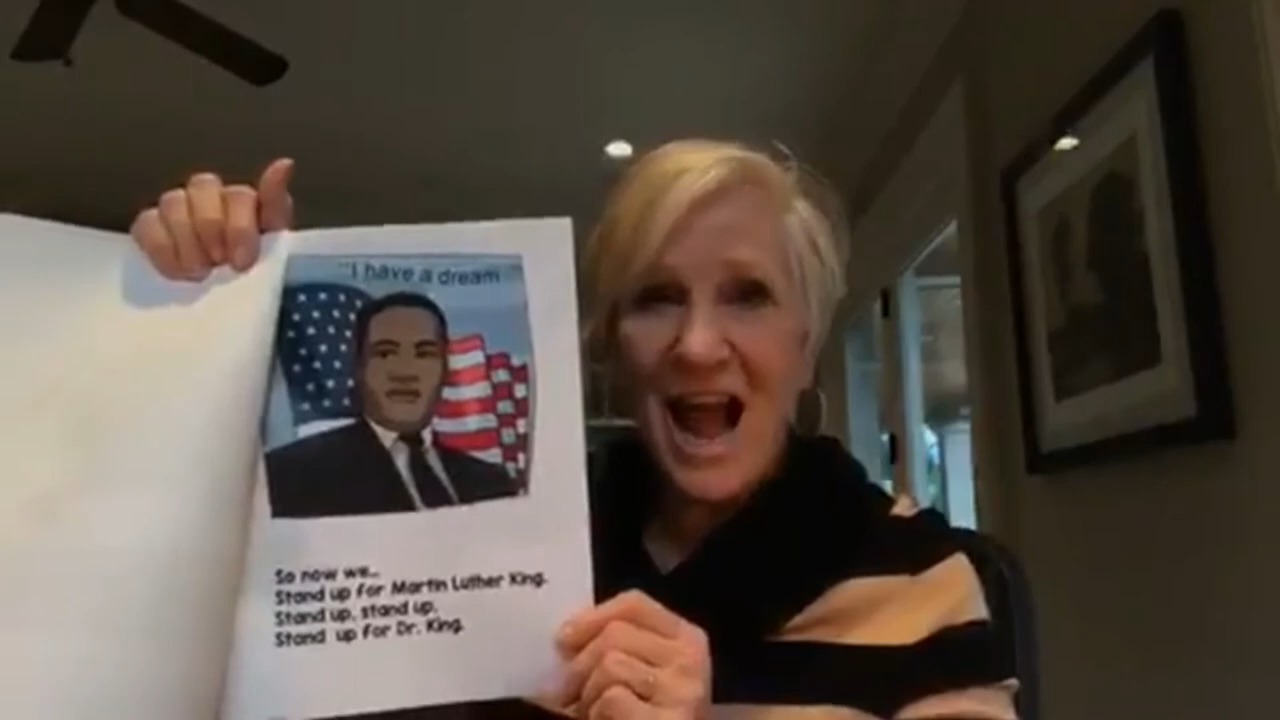 "I have a dream
So now we...
Stand up for Martin Luther King.
Stand up, stand up,
Stand up for Dr. King.